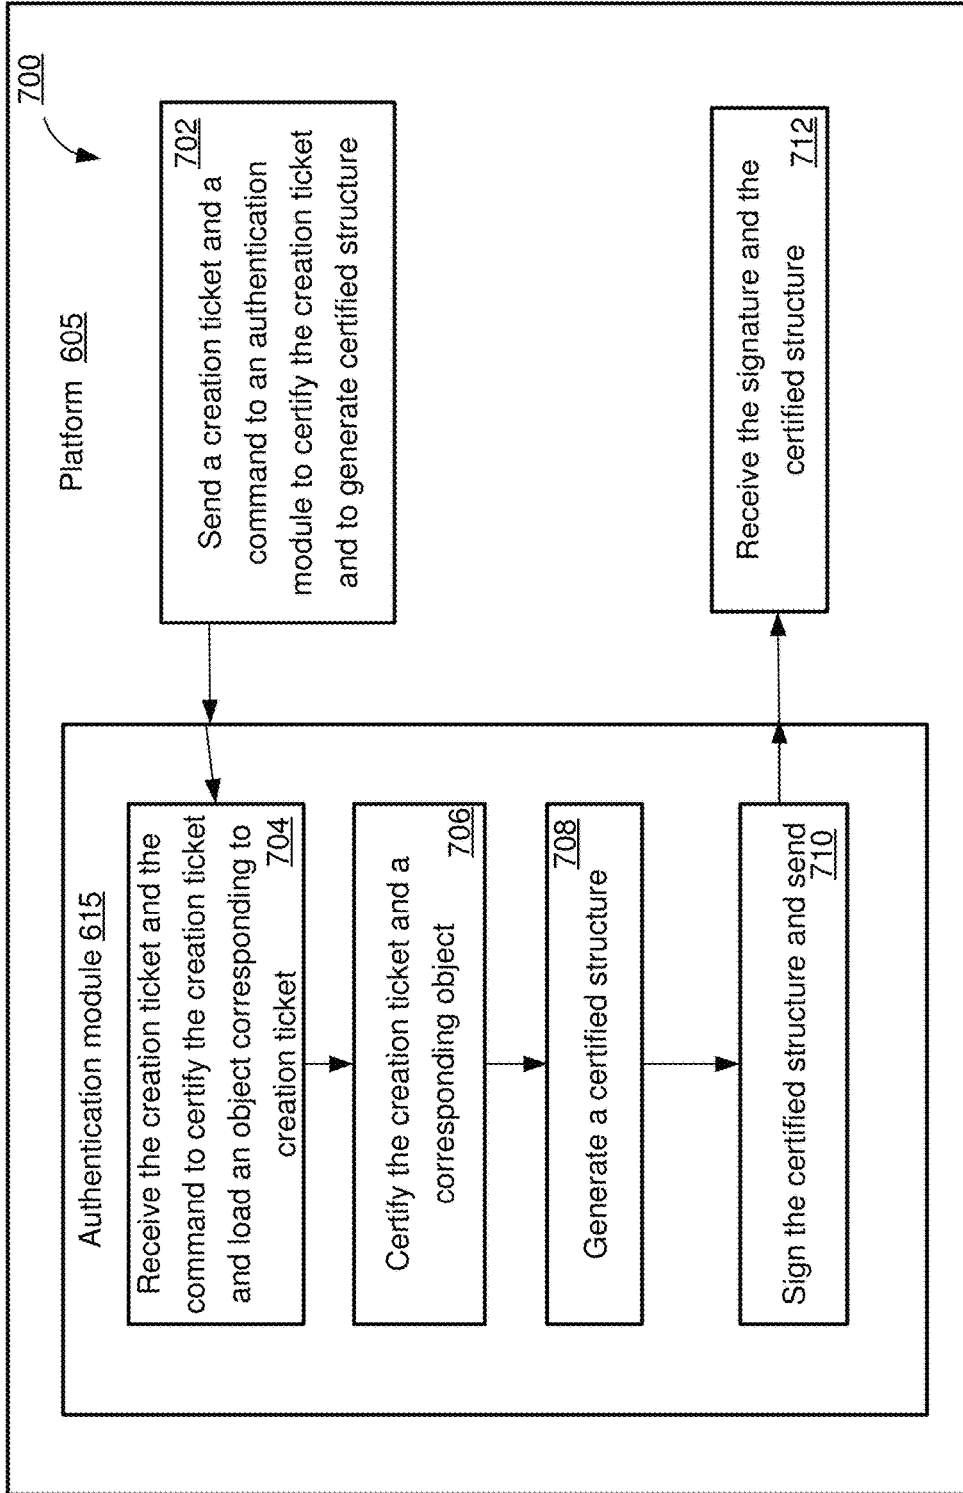 700
Platform 605
Authentication module 615
702
Send a creation ticket and a
command to an authentication
module to certify the creation ticket
and to generate certified structure
Receive the creation ticket and the
command to certify the creation ticket
and load an object corresponding to
704
creation ticket
Certify the creation ticket and a
706
corresponding object
708
Generate a certified structure
Sign the certified structure and send
710
Receive the signature and the
712
certified structure